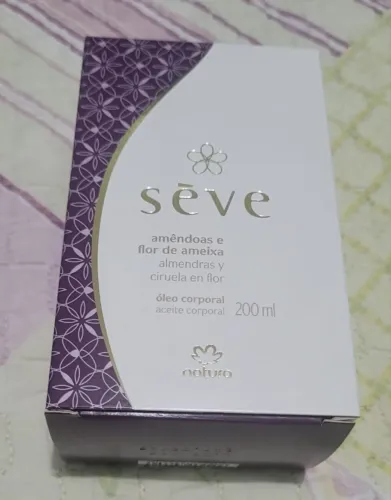 sēve
amêndoas e
flor de ameixa
almendras y
ciruela en flor
óleo corporal
aceite corporal 200 ml
natura